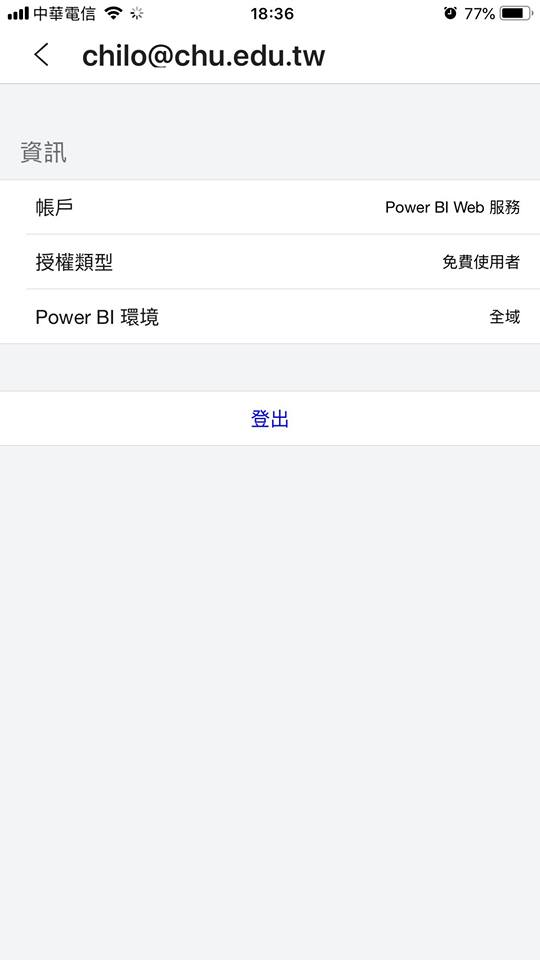 中華電信 18:36 77%
chilo@chu.edu.tw
資訊
帳戶 Power BI Web 服務
授權類型 免費使用者
Power BI 環境 全域
登出